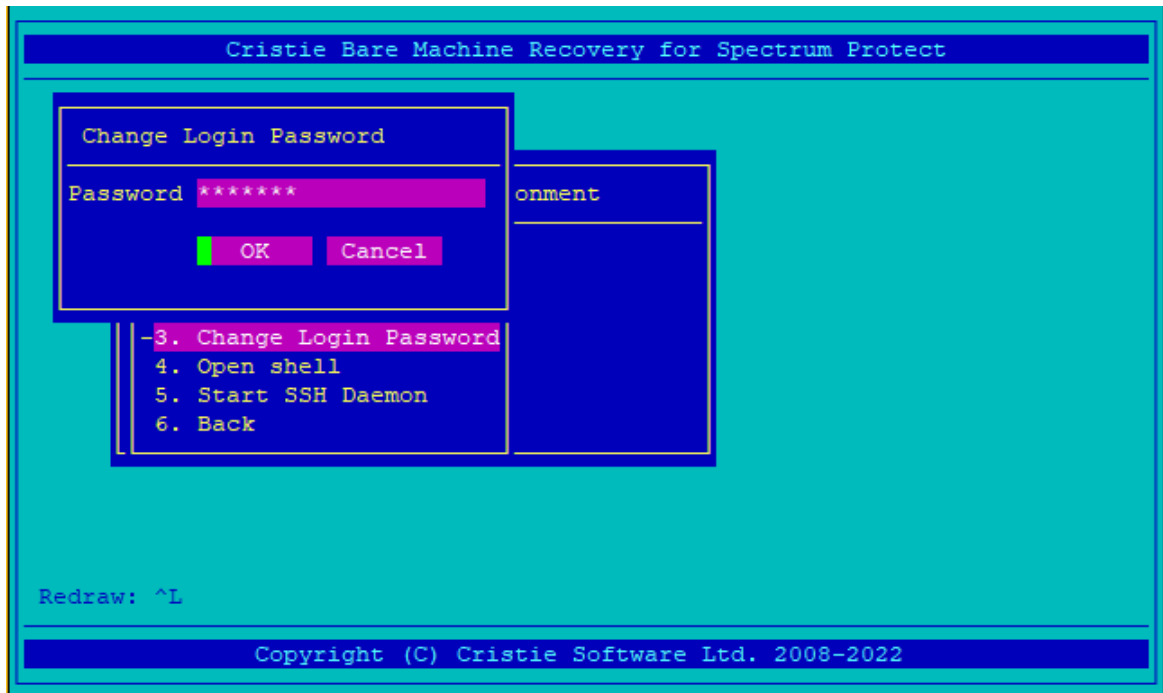 Cristie Bare Machine Recovery for Spectrum Protect
Change Login Password
Password *******
onment
OK Cancel
-3. Change Login Password
4. Open shell
5. Start SSH Daemon
6. Back
Redraw: ^L
Copyright (C) Cristie Software Ltd. 2008-2022